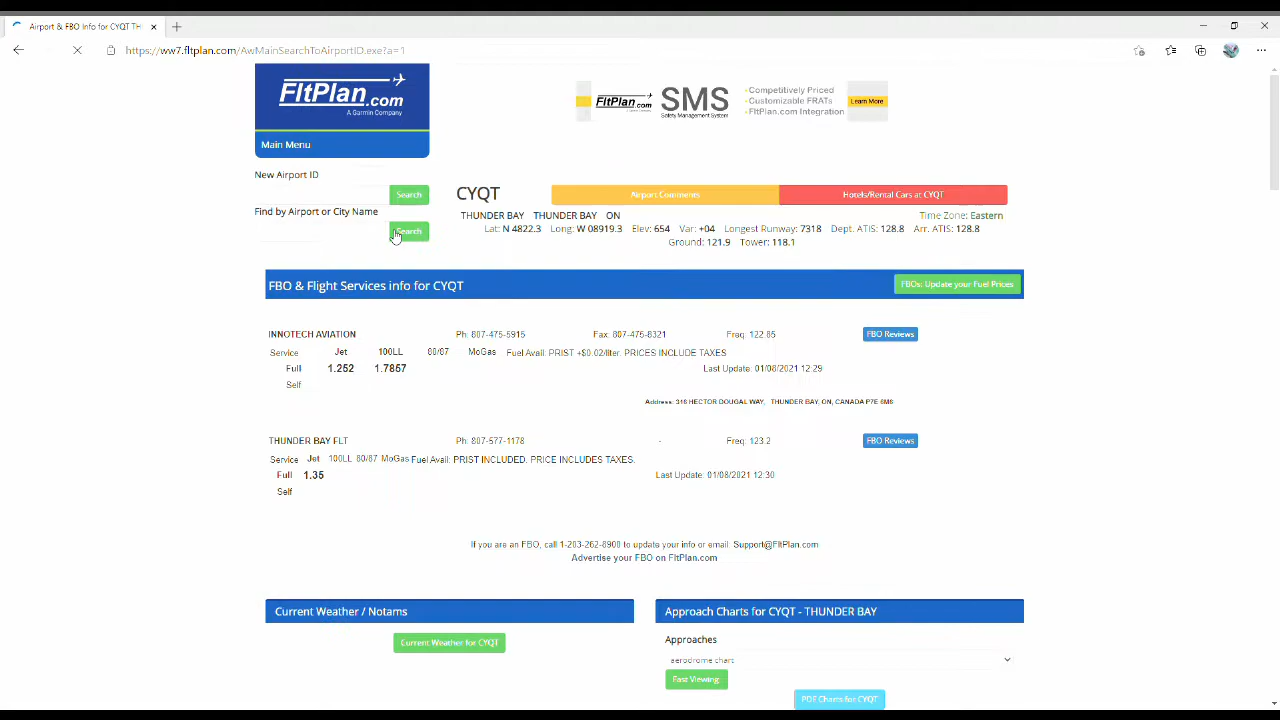 Airport & FBO Info for CYQT TH
https://ww7.fltplan.com/AwMainSearchToAirportID.exe?a=1
FltPlan.com
A Garmin Company
Main Menu
FltPlan.com
SMS
Safety Management System
-Competitively Priced
-Customizable FRATs
-FltPlan.com Integration
Learn More
New Airport ID
Search
Find by Airport or City Name
Search
CYQT
Airport Comments
Hotels/Rental Cars at CYQT
THUNDER BAY THUNDER BAY ON
Time Zone: Eastern
Lat: N 4822.3 Long: W 08919.3 Elev: 654 Var: +04 Longest Runway: 7318 Dept. ATIS: 128.8 Arr. ATIS: 128.8
Ground: 121.9 Tower: 118.1
FBO & Flight Services info for CYQT
FBOs: Update your Fuel Prices
INNOTECH AVIATION Ph: 807-475-5915 Fax: 807-475-8321 Freq: 122.85 FBO Reviews
Service Jet 100LL 80/87 MoGas Fuel Avail: PRIST +$0.02/liter. PRICES INCLUDE TAXES
Full 1.252 1.7857 Last Update: 01/08/2021 12:29
Self
Address: 316 HECTOR DOUGAL WAY, THUNDER BAY, ON, CANADA P7E 6M6
THUNDER BAY FLT Ph: 807-577-1178 - Freq: 123.2 FBO Reviews
Service Jet 100LL 80/87 MoGas Fuel Avail: PRIST INCLUDED. PRICE INCLUDES TAXES.
Full 1.35 Last Update: 01/08/2021 12:30
Self
If you are an FBO, call 1-203-262-8900 to update your info or email: Support@FltPlan.com
Advertise your FBO on FltPlan.com
Current Weather / Notams
Current Weather for CYQT
Approach Charts for CYQT - THUNDER BAY
Approaches
aerodrome chart
Fast Viewing
PDF Charts for CYQT